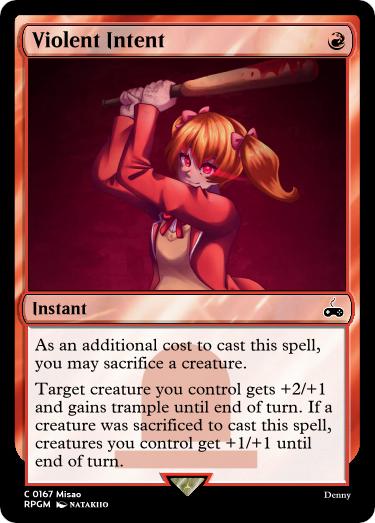 Violent Intent
Instant
As an additional cost to cast this spell,
you may sacrifice a creature.
Target creature you control gets +2/+1
and gains trample until end of turn. If a
creature was sacrificed to cast this spell,
creatures you control get +1/+1 until
end of turn.
C 0167 Misao
RPGM NATAKIIO
Denny